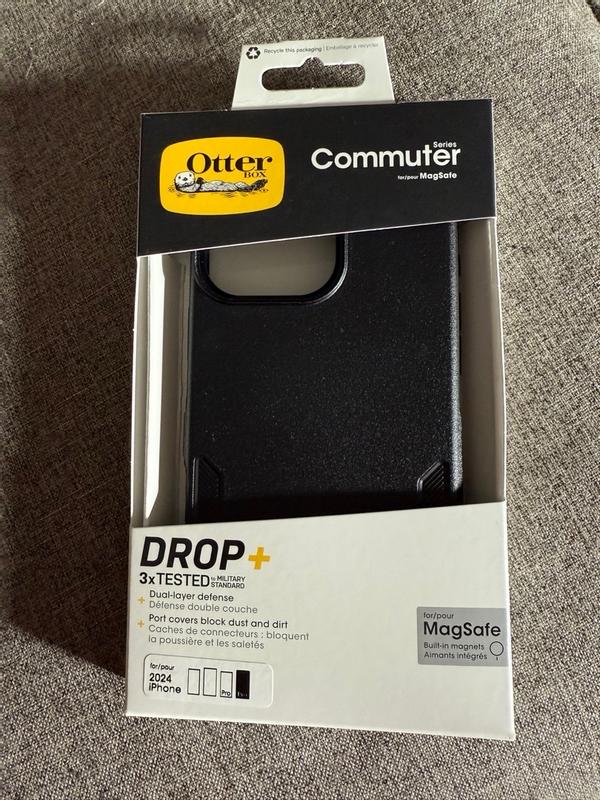 Recycle this packaging | Emballage à recycler
Otter
BOX
Series
Commuter
for/pour MagSafe
DROP+
3xTESTED to MILITARY STANDARD
+ Dual-layer defense
Défense double couche
+ Port covers block dust and dirt
Caches de connecteurs : bloquent
la poussière et les saletés
for/pour
MagSafe
Built-in magnets
Aimants intégrés
for/pour
2024
iPhone
Pro